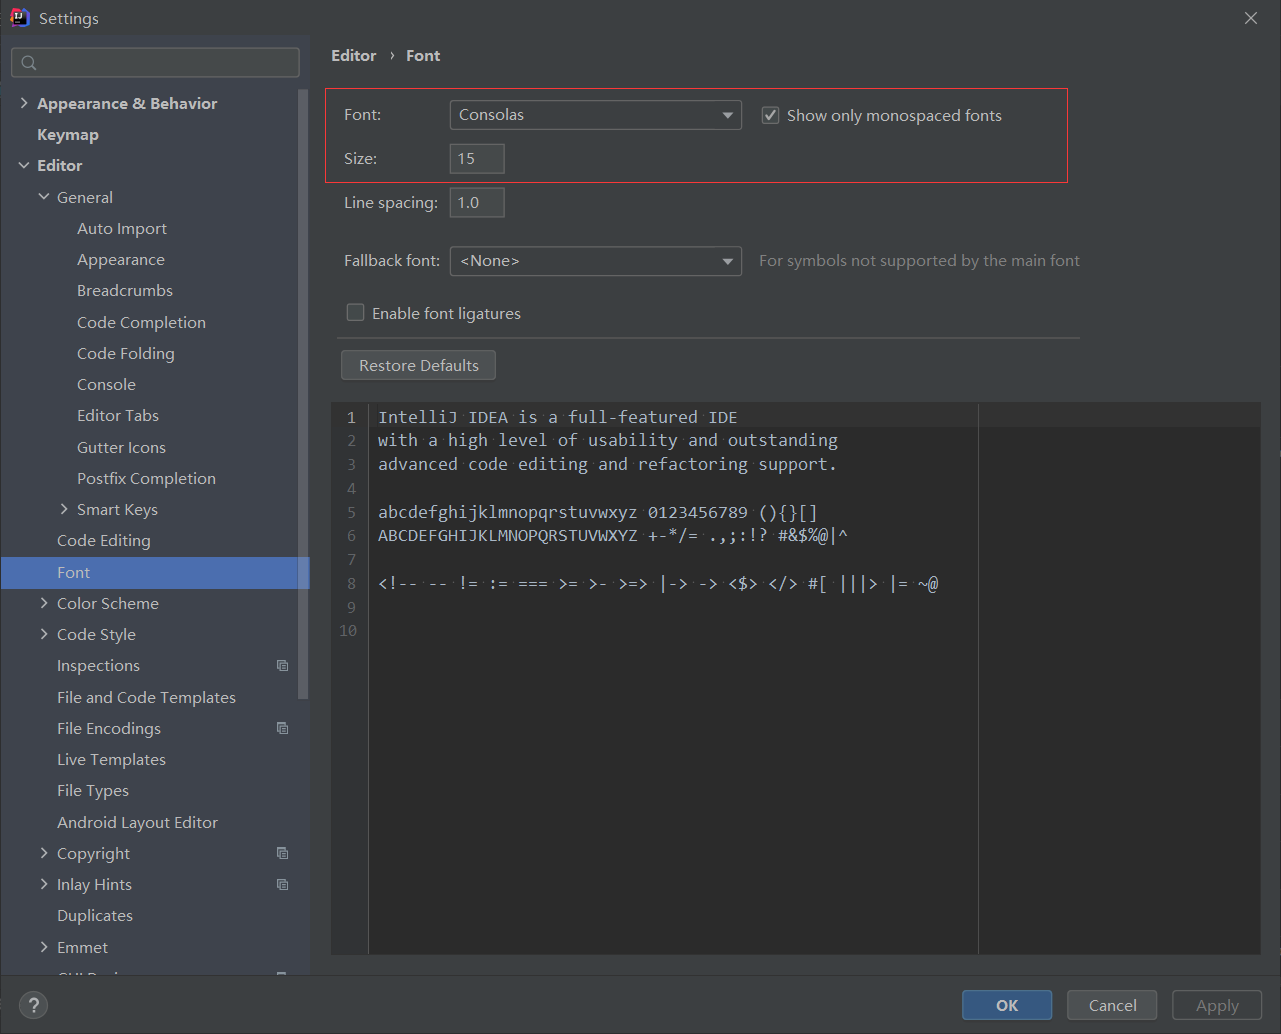 Settings
Editor › Font
Appearance & Behavior
Keymap
Editor
General
Auto Import
Appearance
Breadcrumbs
Code Completion
Code Folding
Console
Editor Tabs
Gutter Icons
Postfix Completion
Smart Keys
Code Editing
Font
Color Scheme
Code Style
Inspections
File and Code Templates
File Encodings
Live Templates
File Types
Android Layout Editor
Copyright
Inlay Hints
Duplicates
Emmet
Font: Consolas Show only monospaced fonts
Size: 15
Line spacing: 1.0
Fallback font: <None> For symbols not supported by the main font
Enable font ligatures
Restore Defaults
1 IntelliJ IDEA is a full-featured IDE
2 with a high level of usability and outstanding
3 advanced code editing and refactoring support.
4
5 abcdefghijklmnopqrstuvwxyz 0123456789 (){}[]
6 ABCDEFGHIJKLMNOPQRSTUVWXYZ +-*/= .,;:!? #&$%@|^
7
8 <!-- -- != := === >= >- >=> |-> -> <$> </> #[ |||> |= ~@
9
10
? OK Cancel Apply